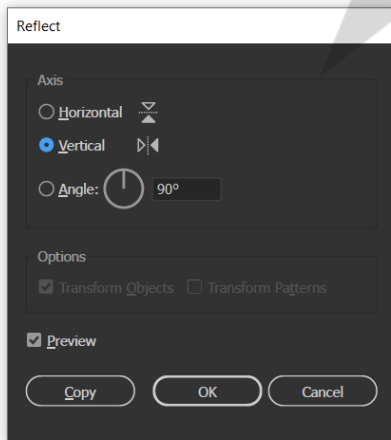 Reflect
Axis
Horizontal
Vertical
Angle: 90°
Options
Transform Objects Transform Patterns
Preview
Copy OK Cancel